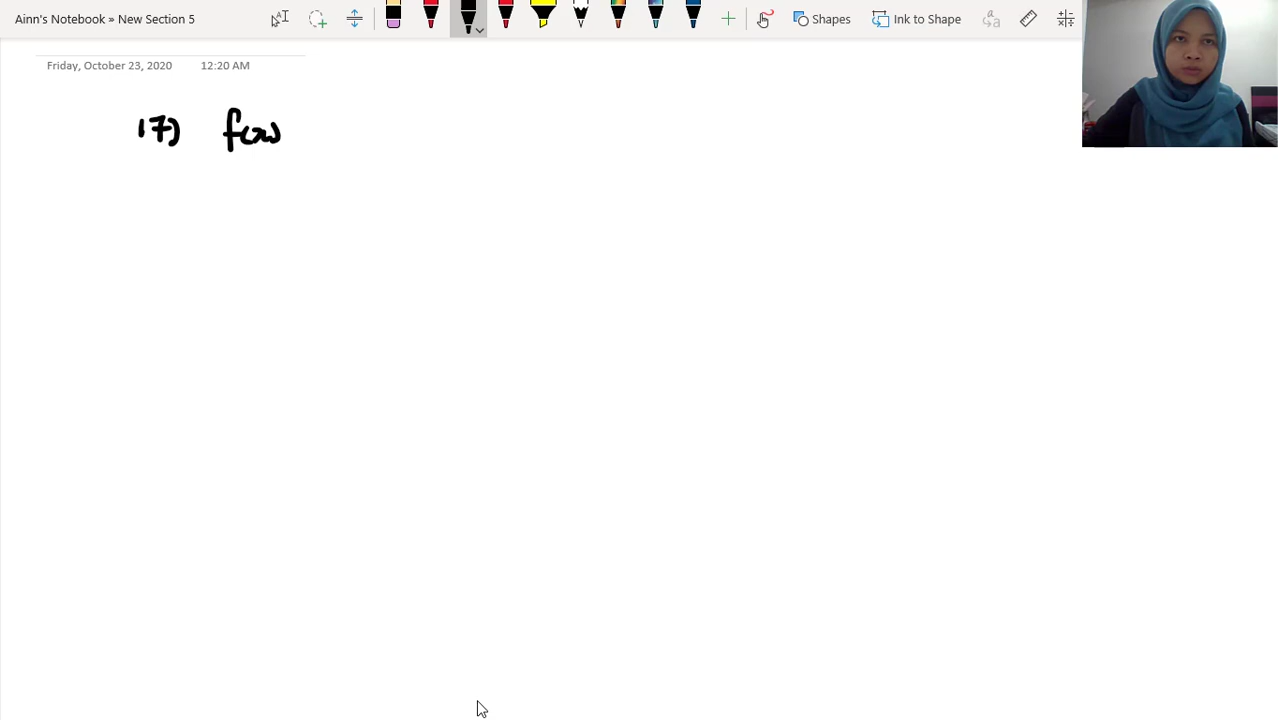 Ainn's Notebook » New Section 5
Shapes
Ink to Shape
Friday, October 23, 2020 12:20 AM
17) f(x)